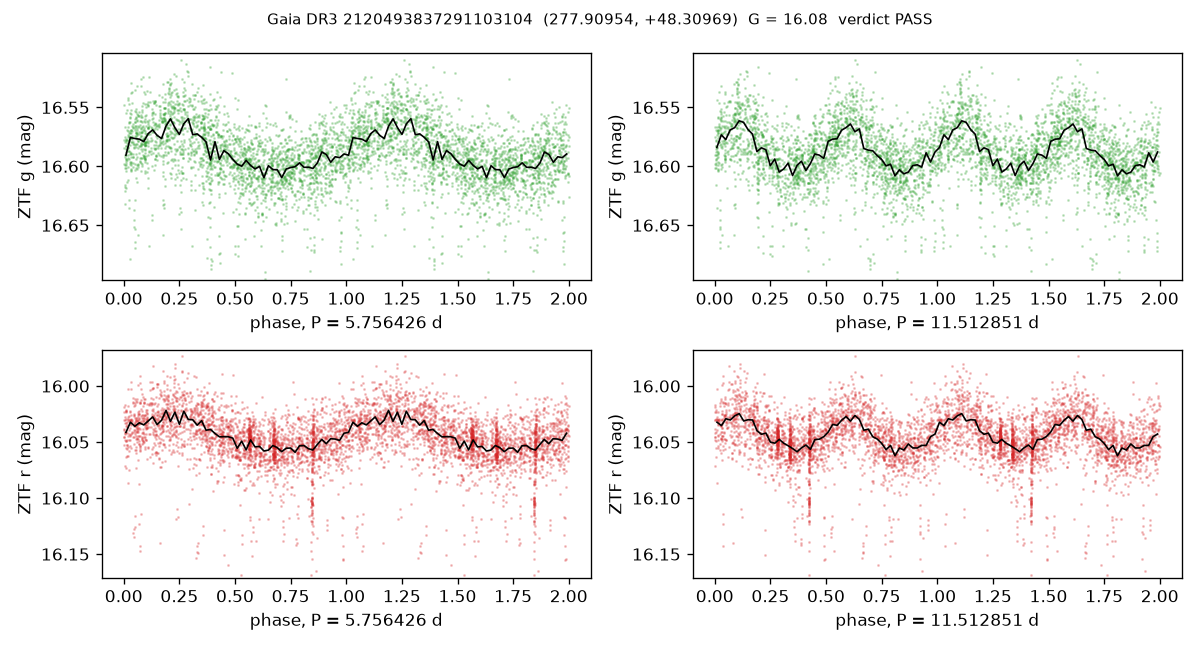 Gaia DR3 2120493837291103104 (277.90954, +48.30969) G = 16.08 verdict PASS
ZTF g (mag)
16.55
16.60
16.65
0.00 0.25 0.50 0.75 1.00 1.25 1.50 1.75 2.00
phase, P = 5.756426 d
ZTF g (mag)
16.55
16.60
16.65
0.00 0.25 0.50 0.75 1.00 1.25 1.50 1.75 2.00
phase, P = 11.512851 d
ZTF r (mag)
16.00
16.05
16.10
16.15
0.00 0.25 0.50 0.75 1.00 1.25 1.50 1.75 2.00
phase, P = 5.756426 d
ZTF r (mag)
16.00
16.05
16.10
16.15
0.00 0.25 0.50 0.75 1.00 1.25 1.50 1.75 2.00
phase, P = 11.512851 d